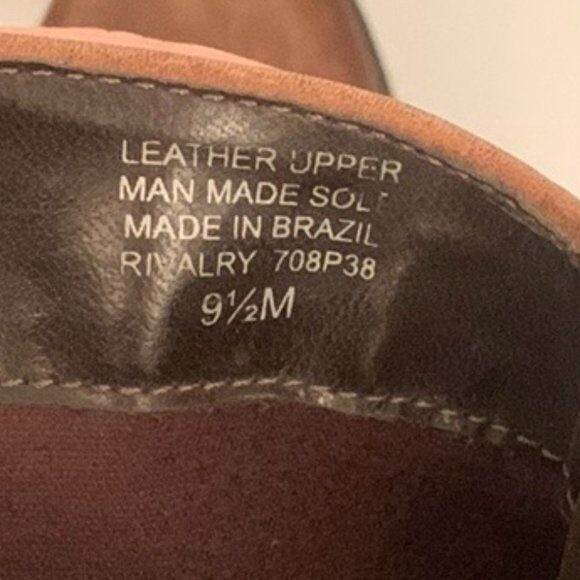 LEATHER UPPER
MAN MADE SOLE
MADE IN BRAZIL
RIVALRY 708P38
9½M